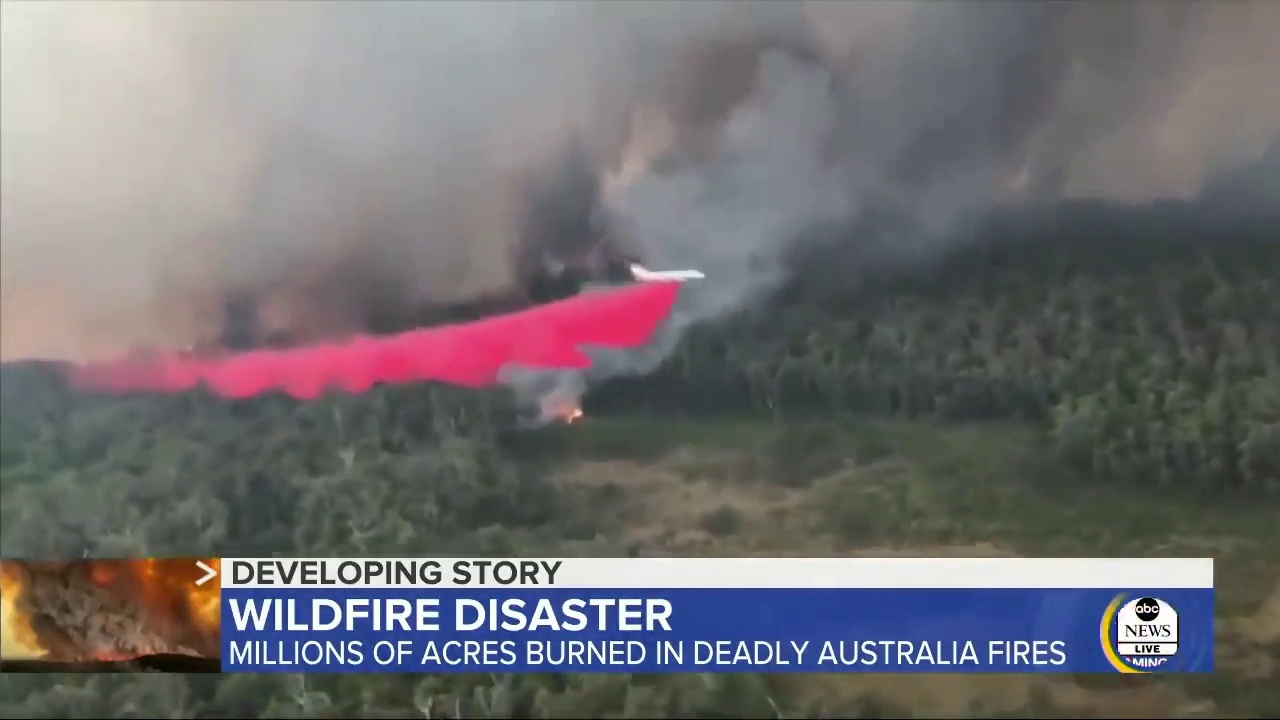 DEVELOPING STORY
WILDFIRE DISASTER
MILLIONS OF ACRES BURNED IN DEADLY AUSTRALIA FIRES
abc
NEWS
LIVE